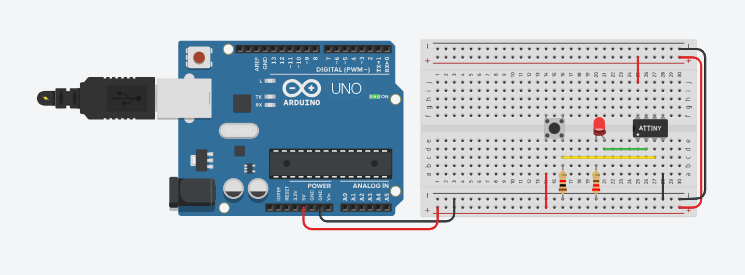 AREF
GND
13
12
~11
~10
~9
8
7
~6
~5
4
~3
2
TX→1
RX←0
DIGITAL (PWM~)
L
TX
RX
UNO
ARDUINO
ON
POWER
ANALOG IN
IOREF
RESET
3.3V
5V
GND
GND
Vin
A0
A1
A2
A3
A4
A5
ATTINY
j
i
h
g
f
e
d
c
b
a